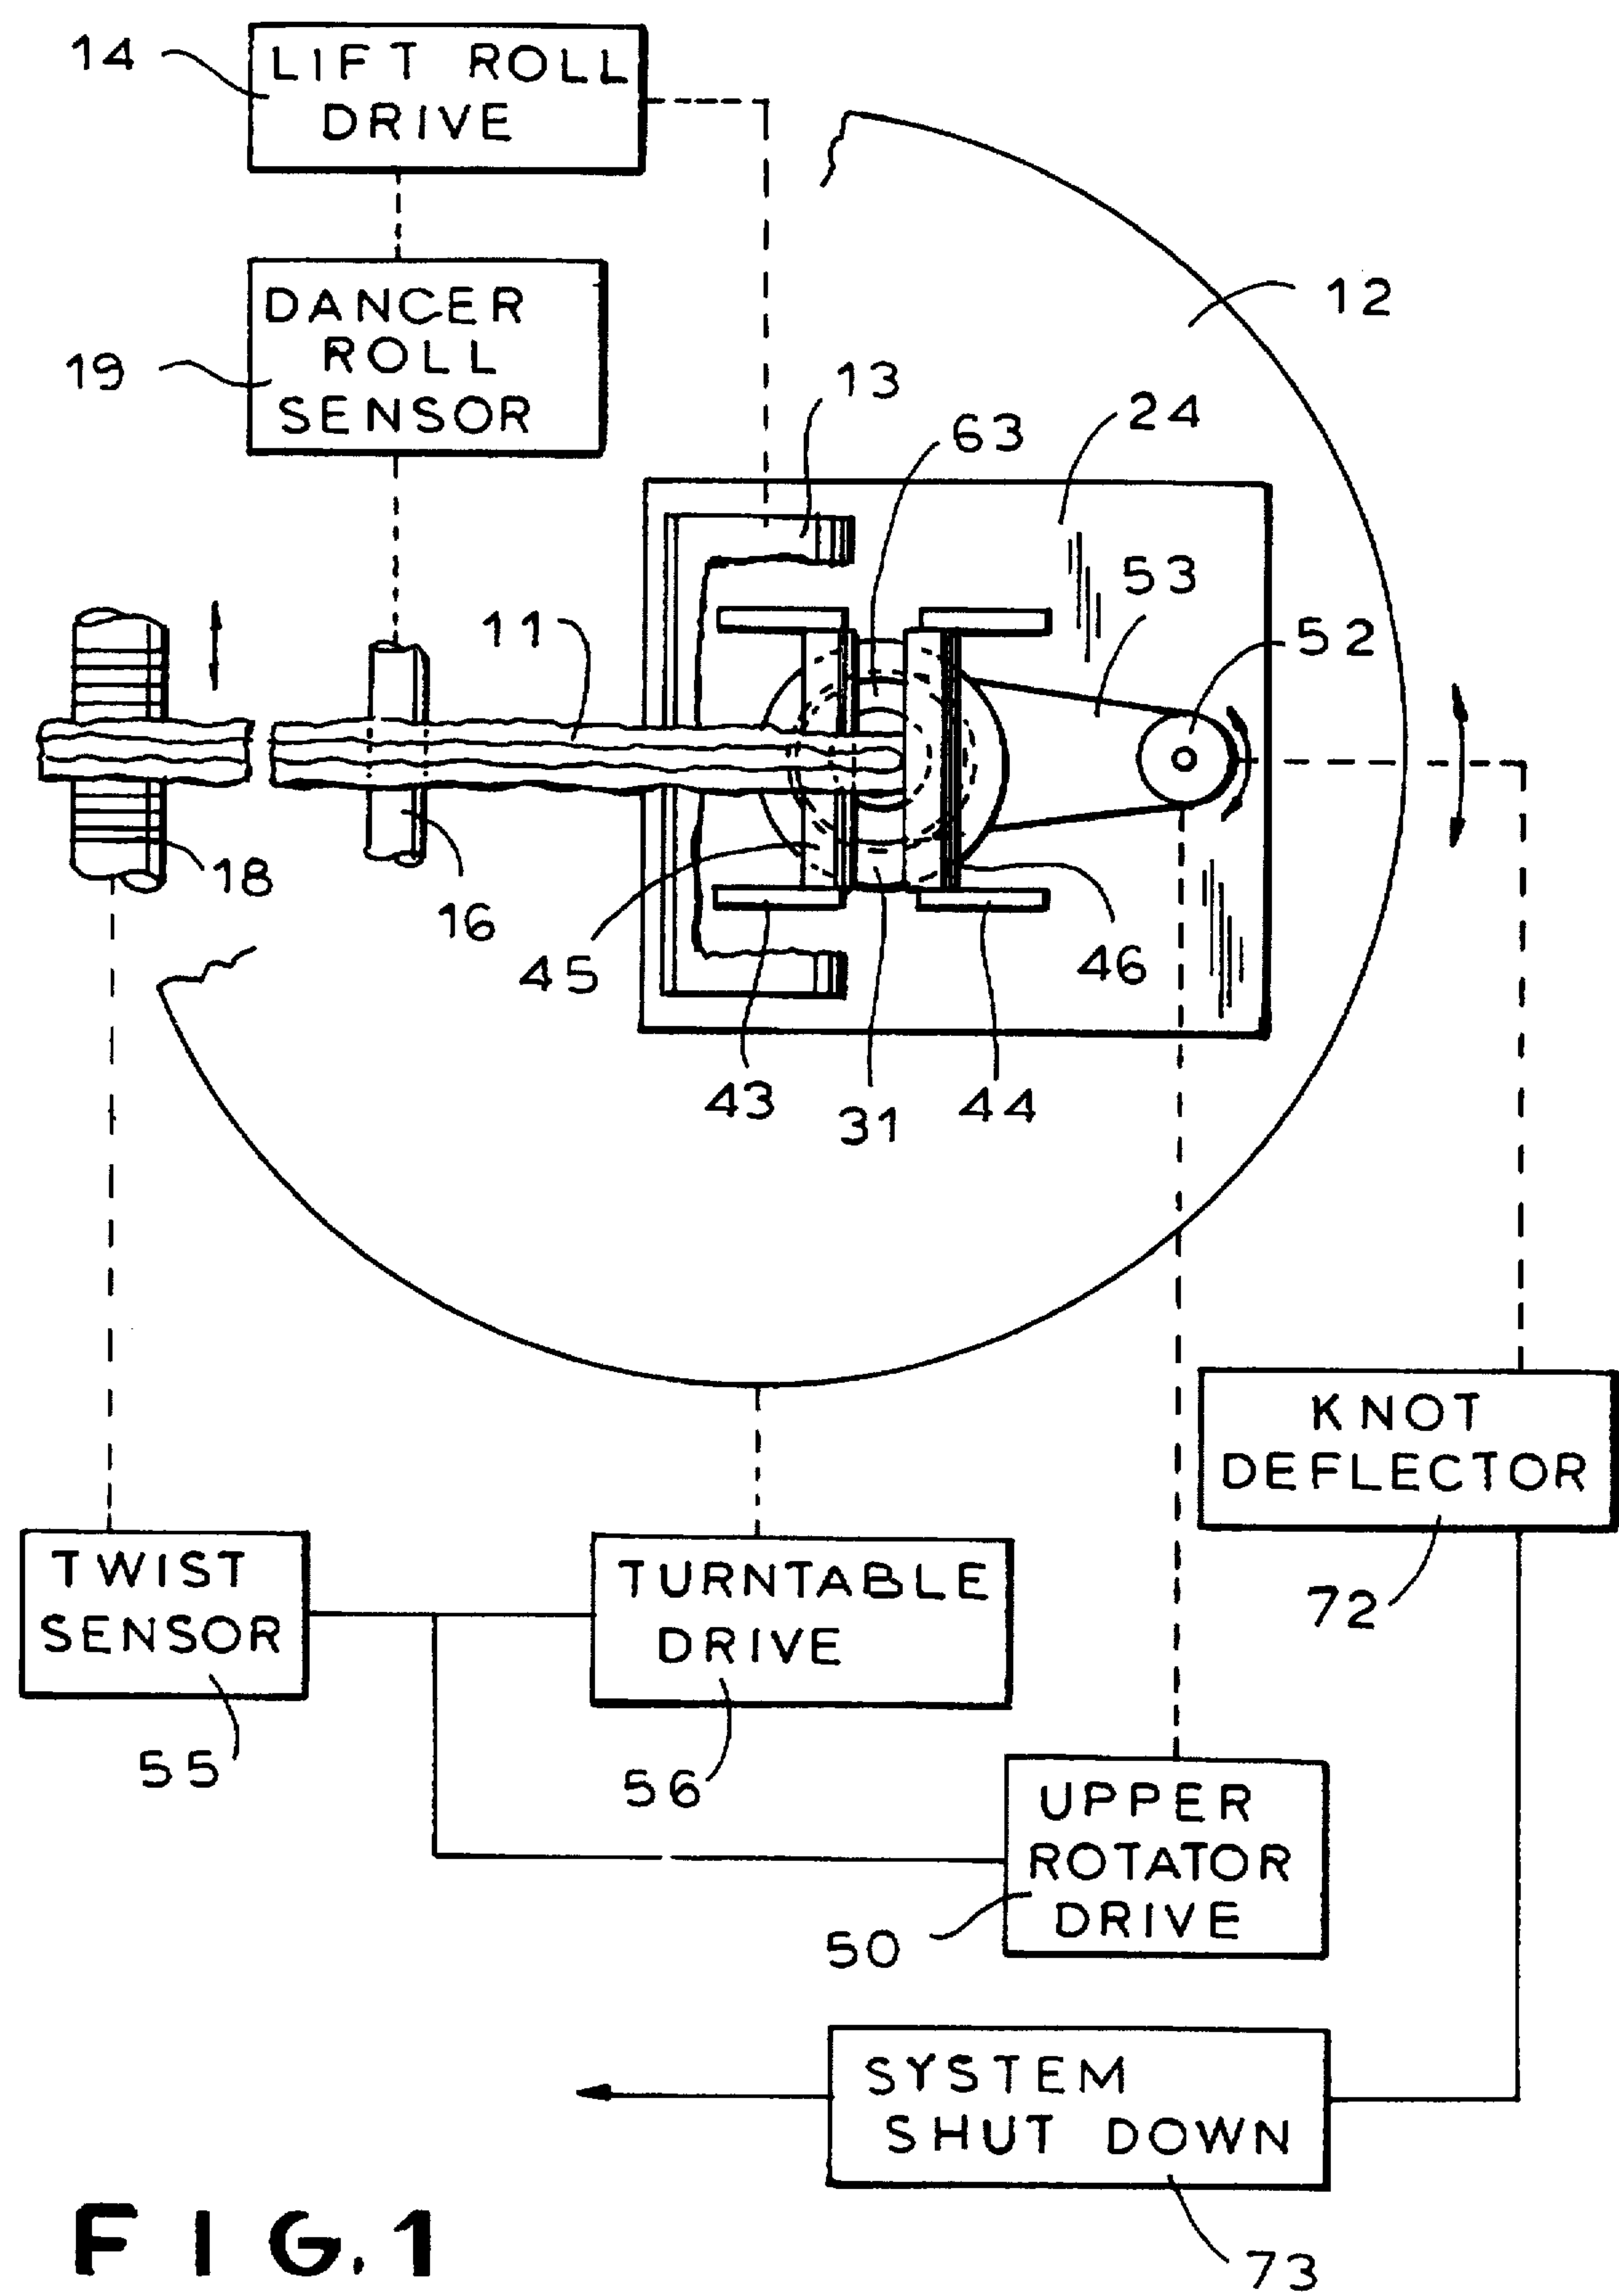 14
LIFT ROLL
DRIVE
12
DANCER
ROLL
SENSOR
19
13
24
63
53
11
52
18
16
45
46
43
31
44
KNOT
DEFLECTOR
TWIST
SENSOR
TURNTABLE
DRIVE
72
55
56
UPPER
ROTATOR
DRIVE
50
SYSTEM
SHUT DOWN
73
FIG.1